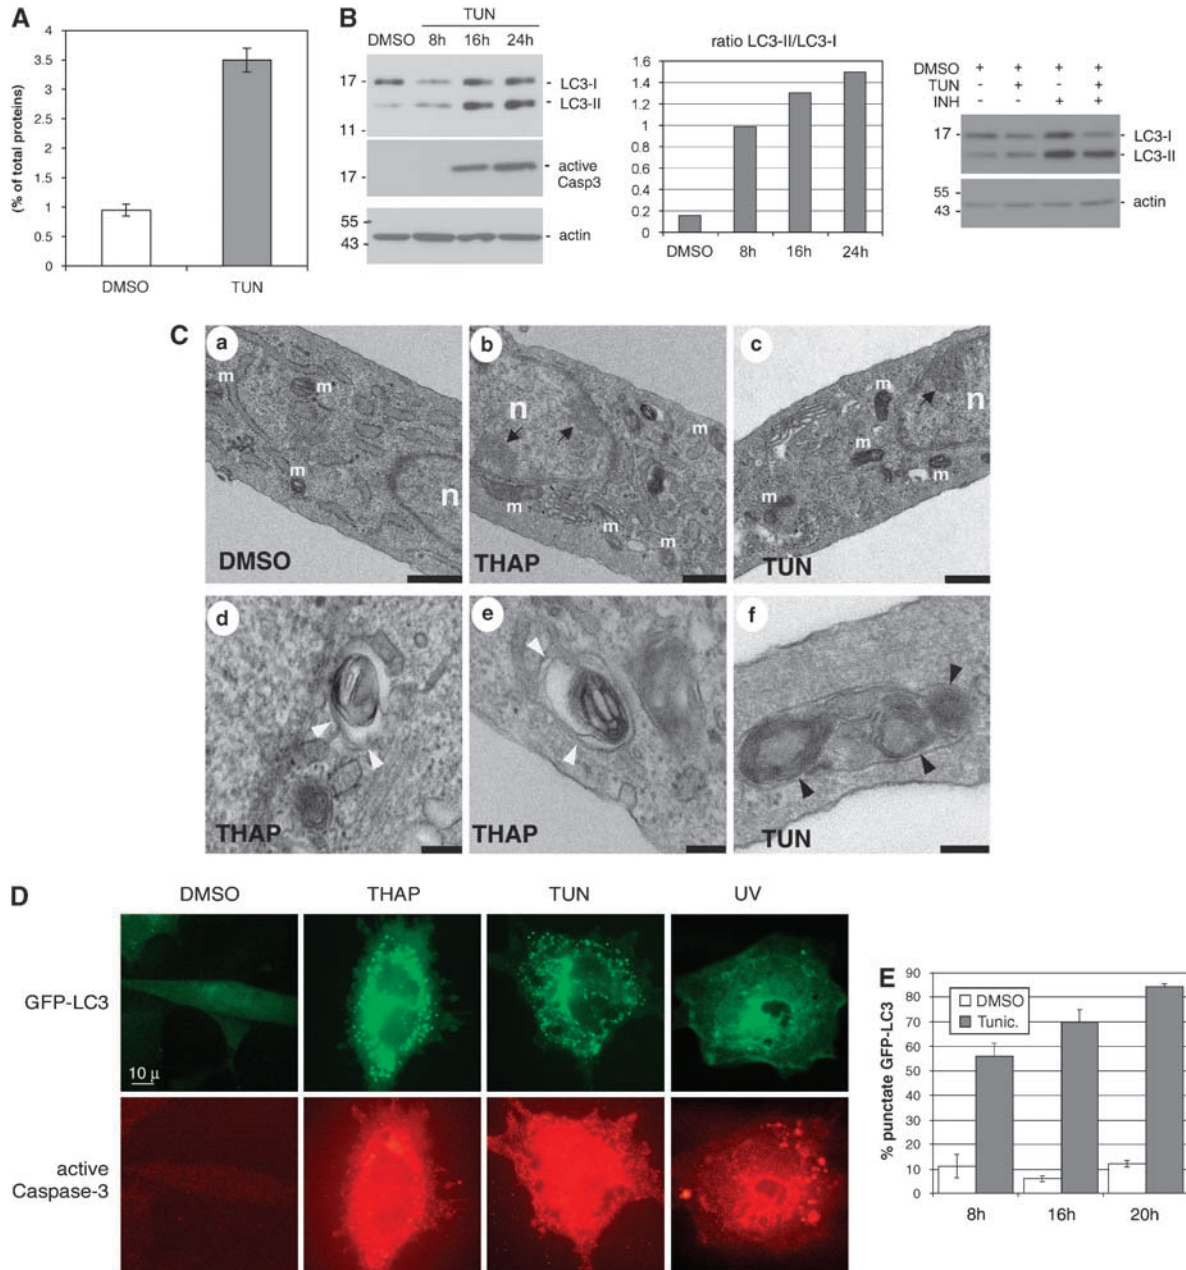 A
(% of total proteins)
4
3.5
3
2.5
2
1.5
1
0.5
0
DMSO TUN
B
TUN
DMSO 8h 16h 24h
17 -
11 -
- LC3-I
- LC3-II
17 -
- active
Casp3
55 -
43 -
- actin
ratio LC3-II/LC3-I
1.6
1.4
1.2
1
0.8
0.6
0.4
0.2
0
DMSO 8h 16h 24h
DMSO + + + +
TUN - + - +
INH - - + +
17 -
- LC3-I
- LC3-II
55 -
43 -
- actin
C
a
m
m
m
n
DMSO
b
n
m
m
m
m
THAP
c
m
n
m
m
m
TUN
d
THAP
e
THAP
f
TUN
D
DMSO THAP TUN UV
GFP-LC3
10 μ
active
Caspase-3
E
% punctate GFP-LC3
90
80
70
60
50
40
30
20
10
0
DMSO
Tunic.
8h 16h 20h